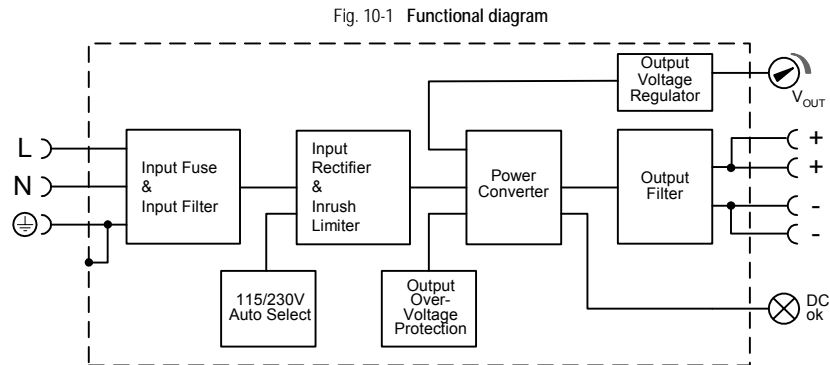 Fig. 10-1 Functional diagram
Output
Voltage
Regulator
V_OUT
L
N
Input Fuse
&
Input Filter
Input
Rectifier
&
Inrush
Limiter
Power
Converter
Output
Filter
+
+
-
-
115/230V
Auto Select
Output
Over-
Voltage
Protection
DC
ok